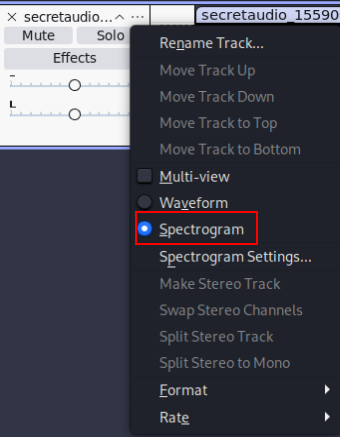 secretaudio...
secretaudio_15590
Mute
Solo
Effects
L
Rename Track...
Move Track Up
Move Track Down
Move Track to Top
Move Track to Bottom
Multi-view
Waveform
Spectrogram
Spectrogram Settings...
Make Stereo Track
Swap Stereo Channels
Split Stereo Track
Split Stereo to Mono
Format
Rate